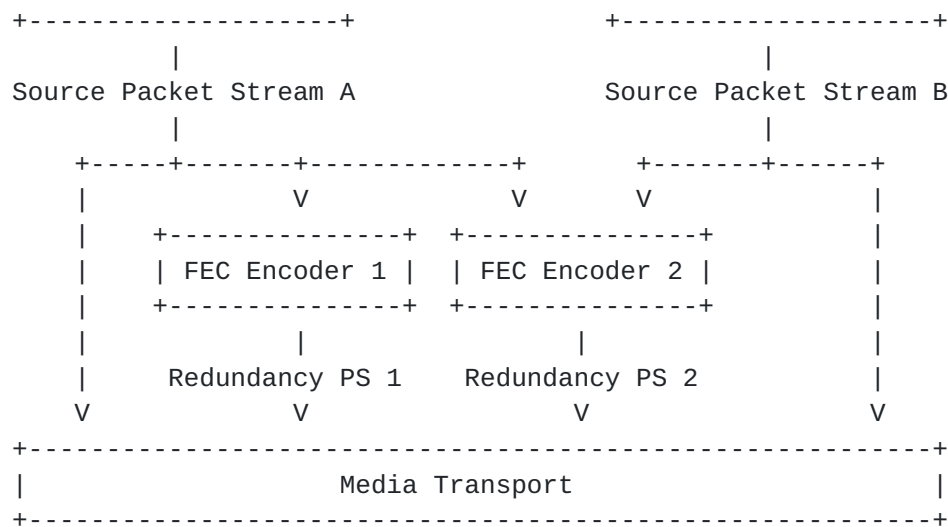 +--------------------+                +--------------------+
          |                                     |
Source Packet Stream A                Source Packet Stream B
          |                                     |
    +-----+-------+-------------+       +-------+------+
    |             V             V       V              |
    |    +---------------+  +---------------+          |
    |    | FEC Encoder 1 |  | FEC Encoder 2 |          |
    |    +---------------+  +---------------+          |
    |             |                 |                  |
    |    Redundancy PS 1    Redundancy PS 2            |
    V             V                 V                  V
+----------------------------------------------------------+
|                    Media Transport                       |
+----------------------------------------------------------+